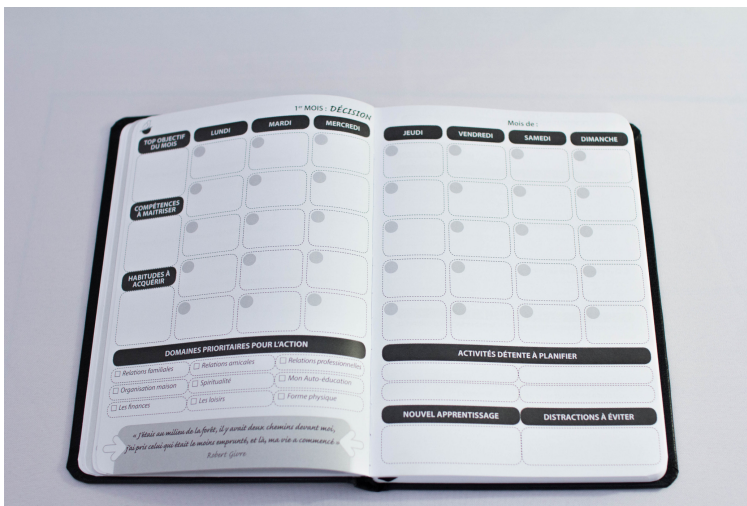 1er MOIS : DÉCISION
TOP OBJECTIF
DU MOIS
LUNDI
MARDI
MERCREDI
COMPÉTENCES
À MAITRISER
HABITUDES À
ACQUÉRIR
DOMAINES PRIORITAIRES POUR L'ACTION
Relations familiales
Relations amicales
Relations professionnelles
Organisation maison
Spiritualité
Mon Auto-éducation
Les finances
Les loisirs
Forme physique
« J'était au milieu de la forêt, il y avait deux chemins devant moi,
j'ai pris celui qui était le moins emprunté, et là, ma vie a commencé »
Robert Giorre
Mois de :
JEUDI
VENDREDI
SAMEDI
DIMANCHE
ACTIVITÉS DÉTENTE À PLANIFIER
NOUVEL APPRENTISSAGE
DISTRACTIONS À ÉVITER